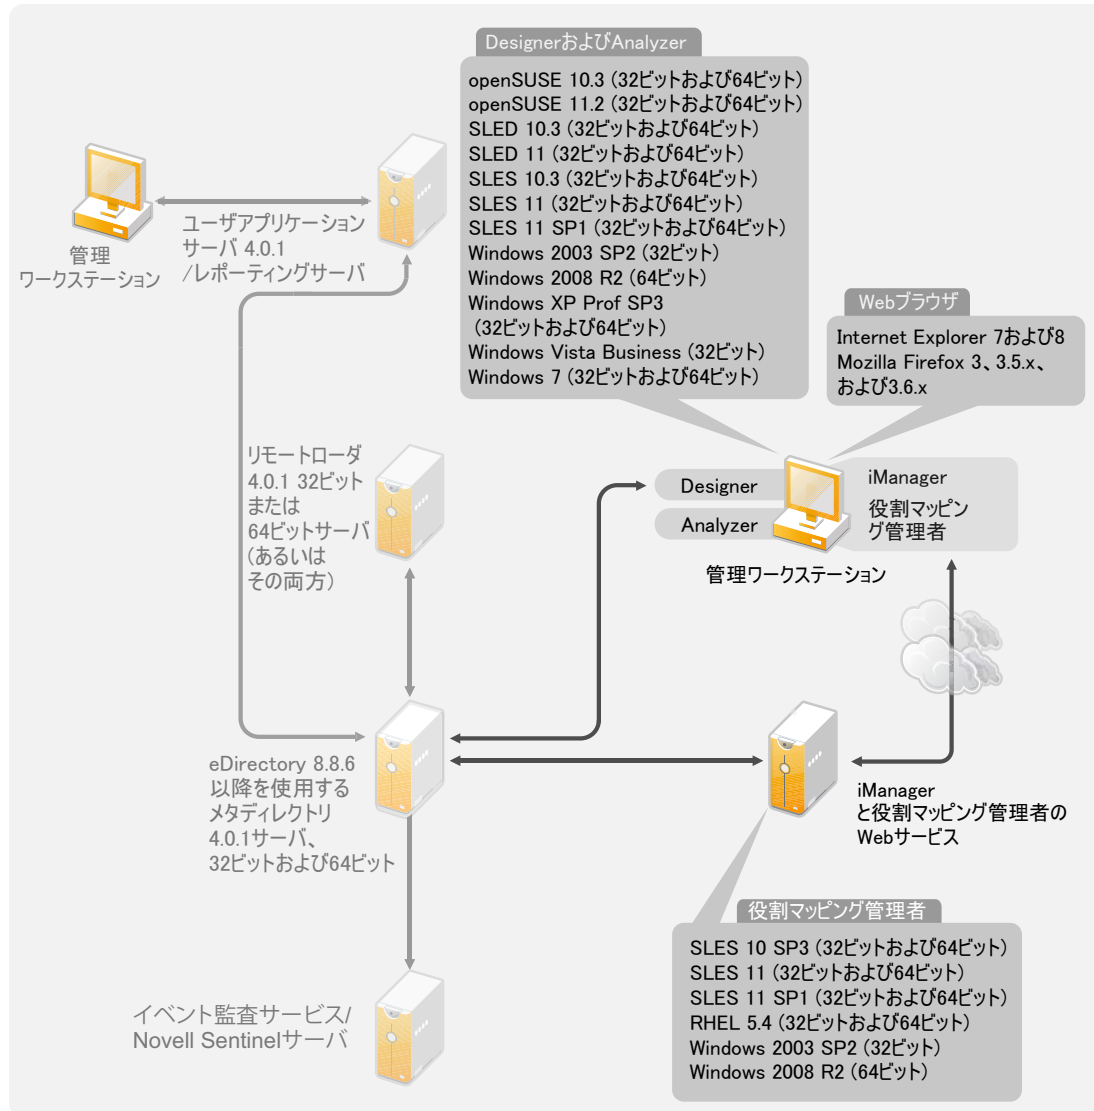 DesignerおよびAnalyzer
openSUSE 10.3 (32ビットおよび64ビット)
openSUSE 11.2 (32ビットおよび64ビット)
SLED 10.3 (32ビットおよび64ビット)
SLED 11 (32ビットおよび64ビット)
SLES 10.3 (32ビットおよび64ビット)
SLES 11 (32ビットおよび64ビット)
SLES 11 SP1 (32ビットおよび64ビット)
Windows 2003 SP2 (32ビット)
Windows 2008 R2 (64ビット)
Windows XP Prof SP3
(32ビットおよび64ビット)
Windows Vista Business (32ビット)
Windows 7 (32ビットおよび64ビット)
管理
ワークステーション
ユーザアプリケーション
サーバ 4.0.1
/レポーティングサーバ
Webブラウザ
Internet Explorer 7および8
Mozilla Firefox 3、3.5.x、
および3.6.x
リモートローダ
4.0.1 32ビット
または
64ビットサーバ
(あるいは
その両方)
Designer
Analyzer
iManager
役割マッピン
グ管理者
管理ワークステーション
eDirectory 8.8.6
以降を使用する
メタディレクトリ
4.0.1サーバ、
32ビットおよび64ビット
iManager
と役割マッピング管理者の
Webサービス
役割マッピング管理者
SLES 10 SP3 (32ビットおよび64ビット)
SLES 11 (32ビットおよび64ビット)
SLES 11 SP1 (32ビットおよび64ビット)
RHEL 5.4 (32ビットおよび64ビット)
Windows 2003 SP2 (32ビット)
Windows 2008 R2 (64ビット)
イベント監査サービス/
Novell Sentinelサーバ